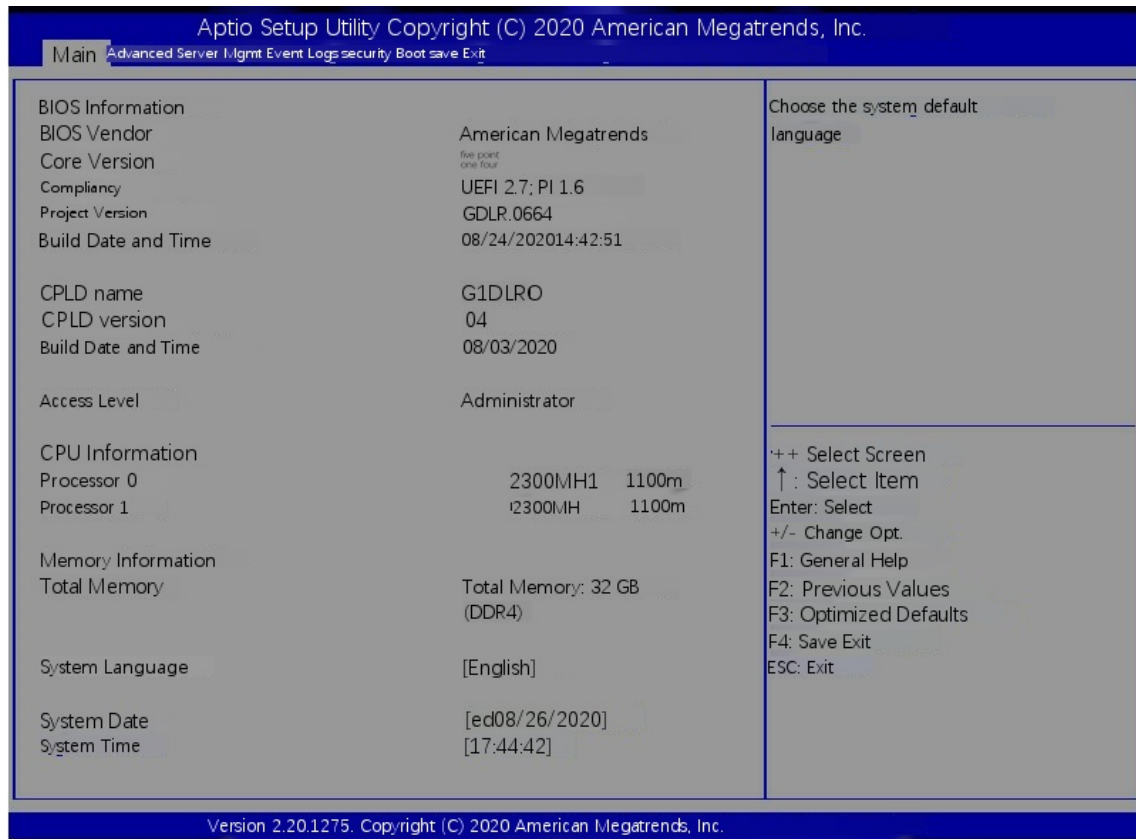 Aptio Setup Utility Copyright (C) 2020 American Megatrends, Inc.
Main Advanced Server Mgmt Event Logs security Boot save Exit
BIOS Information
BIOS Vendor American Megatrends
Core Version five point one four
Compliancy UEFI 2.7; PI 1.6
Project Version GDLR.0664
Build Date and Time 08/24/202014:42:51
CPLD name G1DLRO
CPLD version 04
Build Date and Time 08/03/2020
Access Level Administrator
CPU Information
Processor 0 2300MH1 1100m
Processor 1 2300MH 1100m
Memory Information
Total Memory Total Memory: 32 GB
(DDR4)
System Language [English]
System Date [ed08/26/2020]
System Time [17:44:42]
Choose the system default
language
++ Select Screen
↑ : Select Item
Enter: Select
+/- Change Opt.
F1: General Help
F2: Previous Values
F3: Optimized Defaults
F4: Save Exit
ESC: Exit
Version 2.20.1275. Copyright (C) 2020 American Megatrends, Inc.